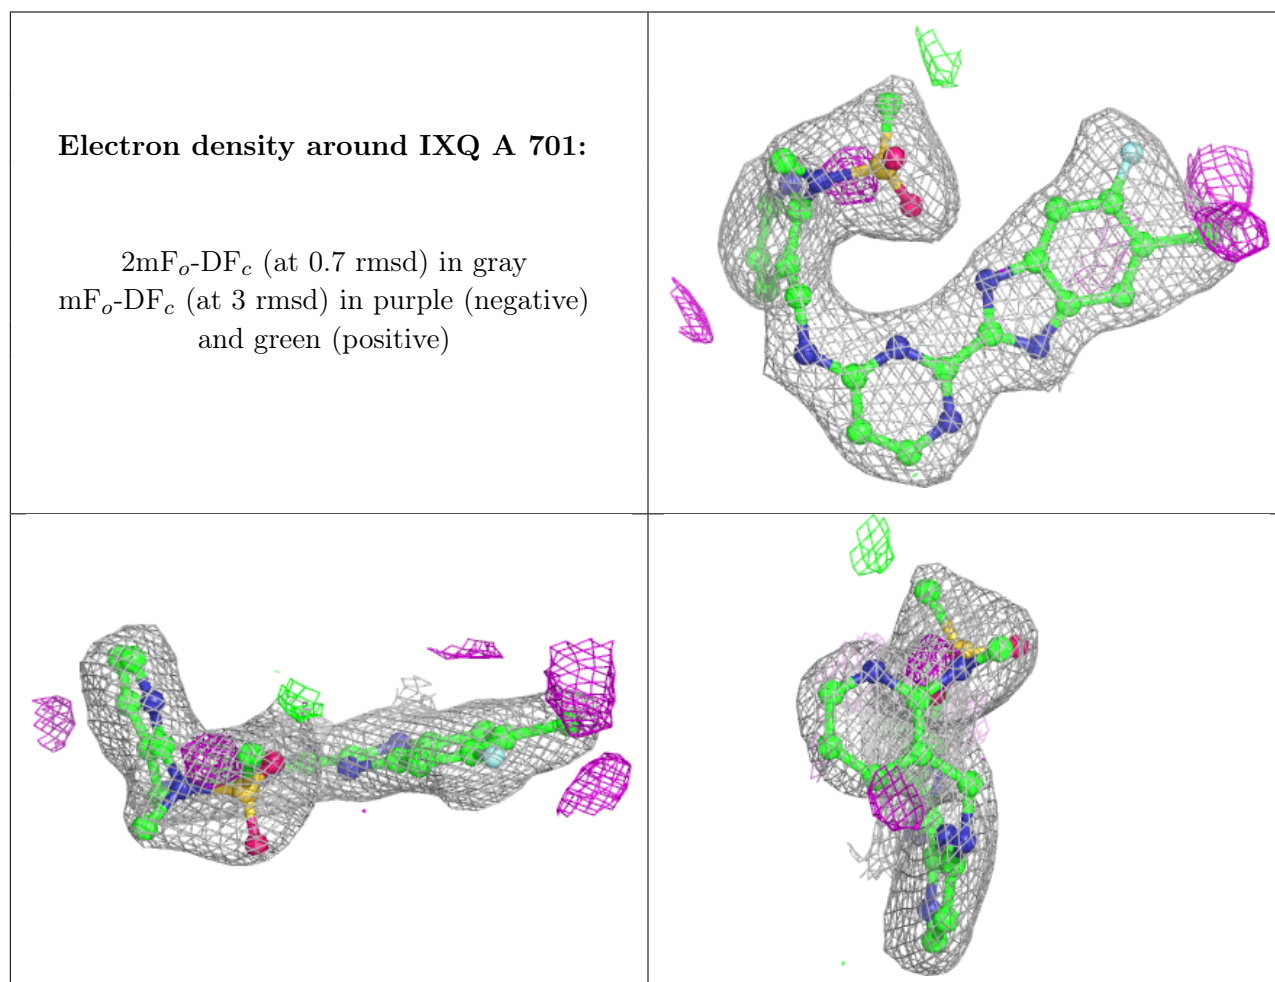 Electron density around IXQ A 701:
2mFo-DFc (at 0.7 rmsd) in gray
mFo-DFc (at 3 rmsd) in purple (negative)
and green (positive)